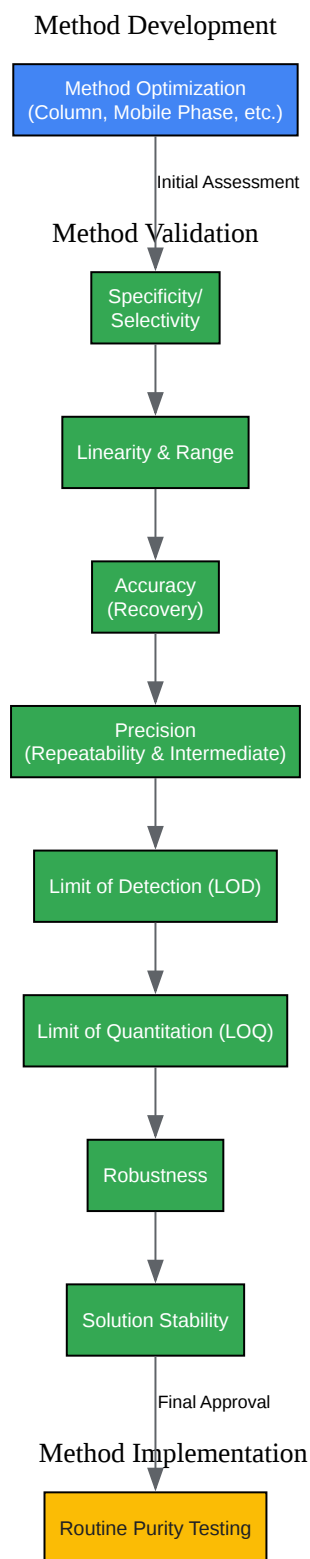 Method Development
Method Optimization
(Column, Mobile Phase, etc.)
Initial Assessment
Method Validation
Specificity/
Selectivity
Linearity & Range
Accuracy
(Recovery)
Precision
(Repeatability & Intermediate)
Limit of Detection (LOD)
Limit of Quantitation (LOQ)
Robustness
Solution Stability
Final Approval
Method Implementation
Routine Purity Testing